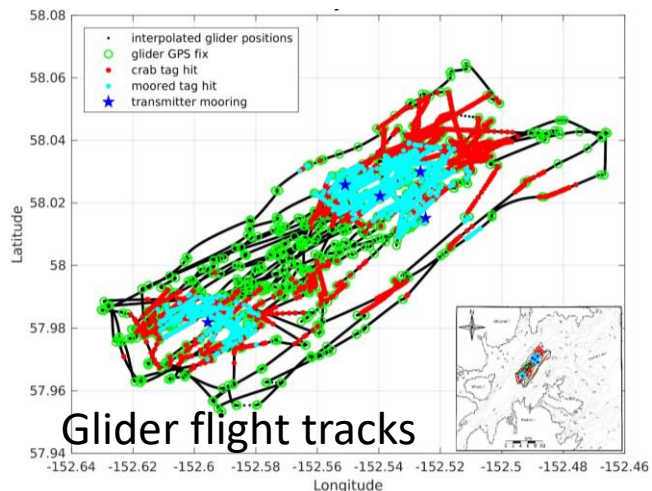 58.08
58.06
58.04
58.02
58
57.98
57.96
57.94
Latitude
interpolated glider positions
glider GPS fix
crab tag hit
moored tag hit
transmitter mooring
Glider flight tracks
-152.64 -152.62 -152.6 -152.58 -152.56 -152.54 -152.52 -152.5 -152.48 -152.46
Longitude